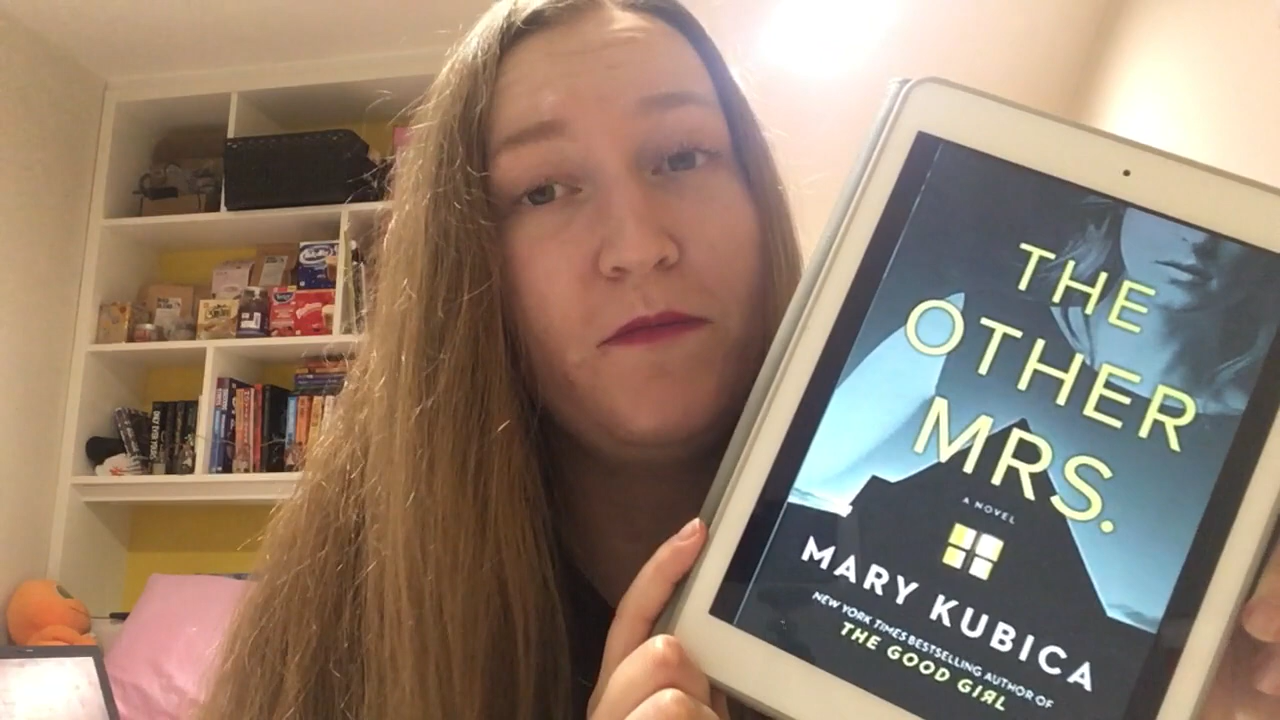 THE
OTHER
MRS.
A NOVEL
MARY KUBICA
NEW YORK TIMES BESTSELLING AUTHOR OF
THE GOOD GIRL